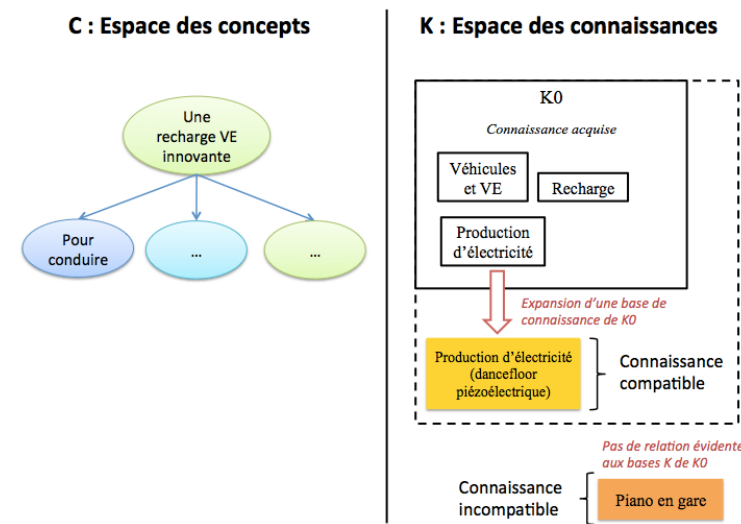 C : Espace des concepts
Une
recharge VE
innovante
Pour
conduire
...
...
K : Espace des connaissances
K0
Connaissance acquise
Véhicules
et VE
Recharge
Production
d'électricité
Expansion d'une base de
connaissance de K0
Production d'électricité
(dancefloor
piézoélectrique)
Connaissance
compatible
Pas de relation évidente
aux bases K de K0
Connaissance
incompatible
Piano en gare